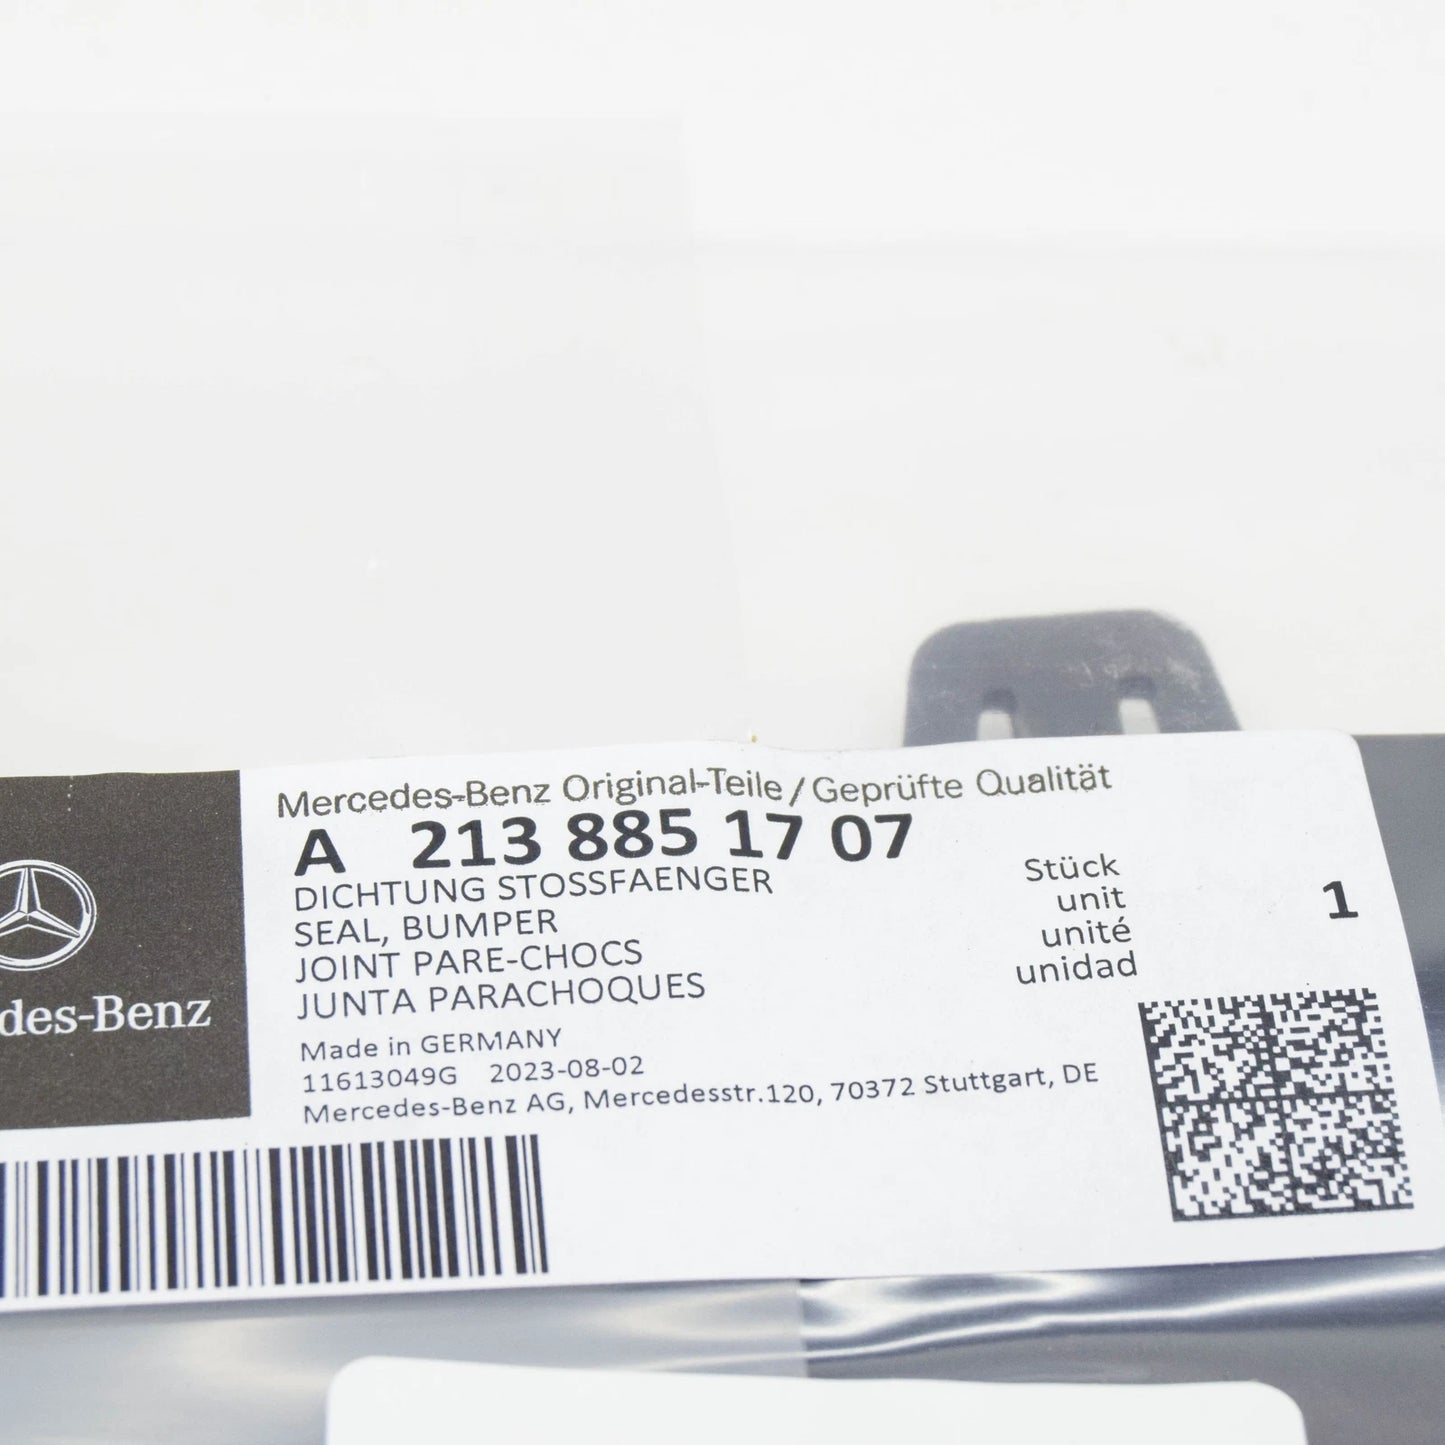 Mercedes-Benz Original-Teile / Geprüfte Qualität
A 213 885 17 07
DICHTUNG STOSSFAENGER
SEAL, BUMPER
JOINT PARE-CHOCS
JUNTA PARACHOQUES
Stück
unit
unité
unidad
1
Made in GERMANY
11613049G 2023-08-02
Mercedes-Benz AG, Mercedesstr.120, 70372 Stuttgart, DE
des-Benz